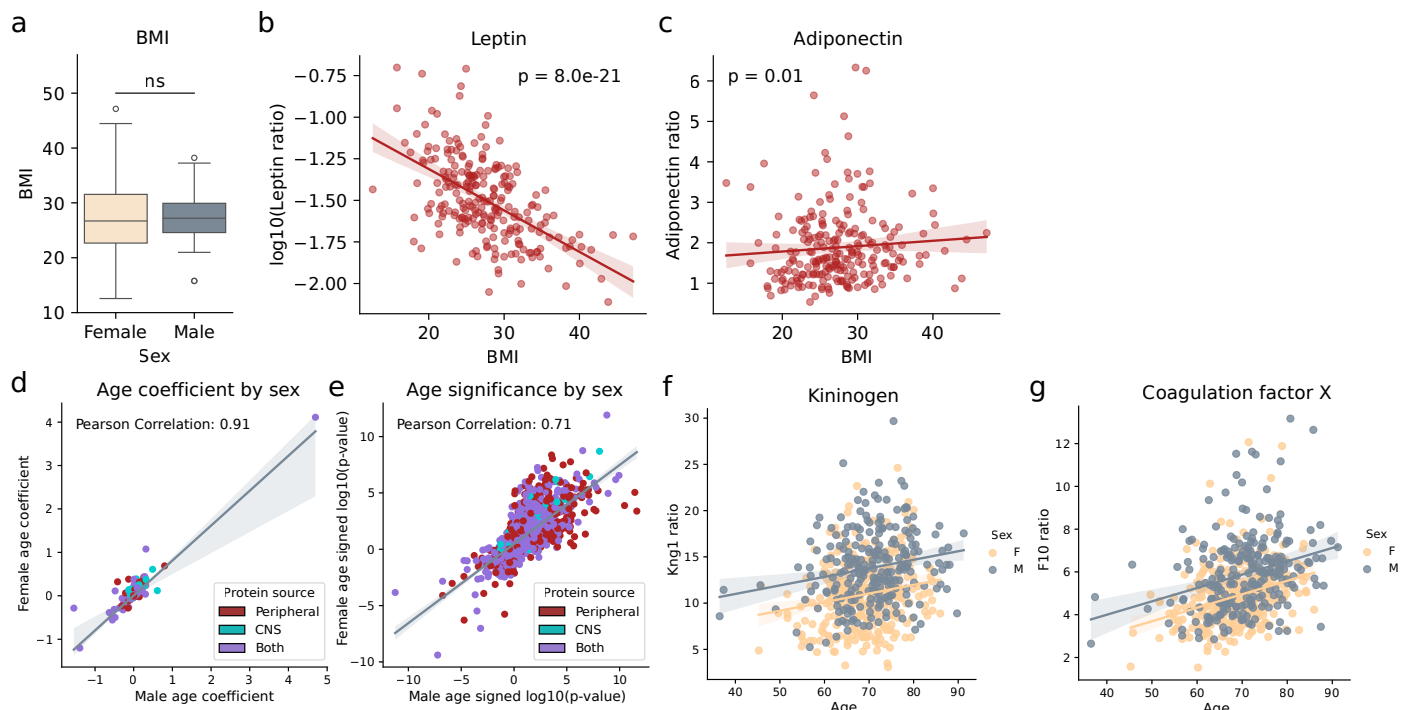 a
BMI
50
40
30
20
10
BMI
ns
Female
Male
Sex
b
Leptin
p = 8.0e-21
−0.75
−1.00
−1.25
−1.50
−1.75
−2.00
log10(Leptin ratio)
20
30
40
BMI
c
Adiponectin
p = 0.01
6
5
4
3
2
1
Adiponectin ratio
20
30
40
BMI
d
Age coefficient by sex
Pearson Correlation: 0.91
4
3
2
1
0
−1
Female age coefficient
Protein source
Peripheral
CNS
Both
−1
0
1
2
3
4
5
Male age coefficient
e
Age significance by sex
Pearson Correlation: 0.71
10
5
0
−5
−10
Female age signed log10(p-value)
Protein source
Peripheral
CNS
Both
−10
−5
0
5
10
Male age signed log10(p-value)
f
Kininogen
30
25
20
15
10
5
Kng1 ratio
Sex
F
M
40
50
60
70
80
90
Age
g
Coagulation factor X
12
10
8
6
4
2
F10 ratio
Sex
F
M
40
50
60
70
80
90
Age